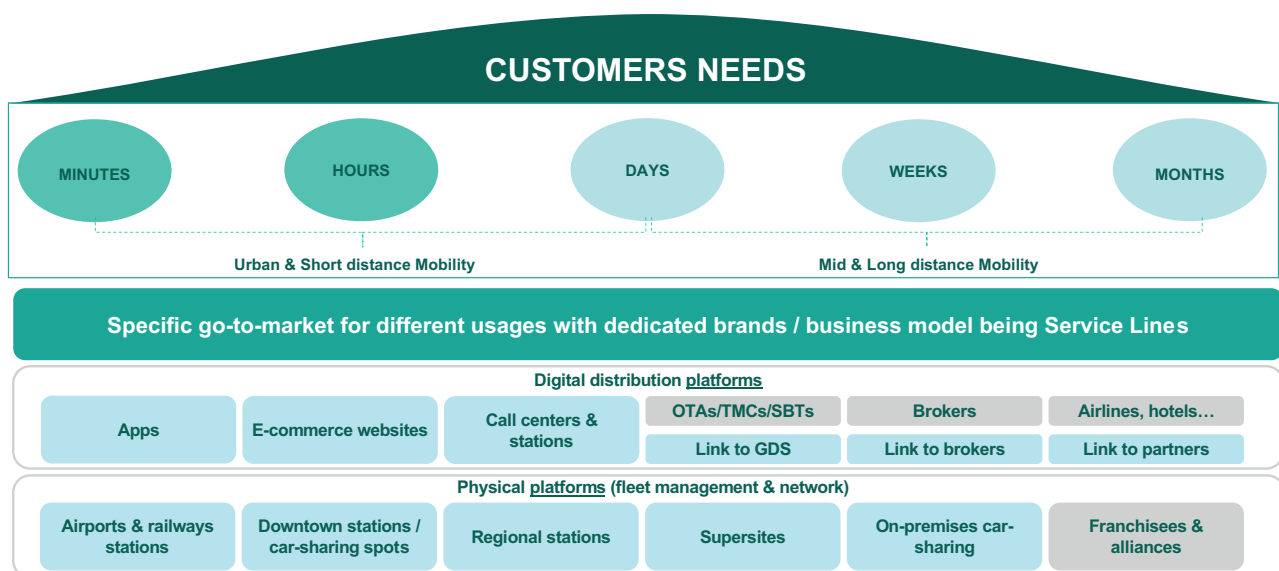 CUSTOMERS NEEDS
MINUTES
HOURS
DAYS
WEEKS
MONTHS
Urban & Short distance Mobility
Mid & Long distance Mobility
Specific go-to-market for different usages with dedicated brands / business model being Service Lines
Digital distribution platforms
Apps
E-commerce websites
Call centers &
stations
OTAs/TMCs/SBTs
Brokers
Airlines, hotels…
Link to GDS
Link to brokers
Link to partners
Physical platforms (fleet management & network)
Airports & railways
stations
Downtown stations /
car-sharing spots
Regional stations
Supersites
On-premises car-
sharing
Franchisees &
alliances